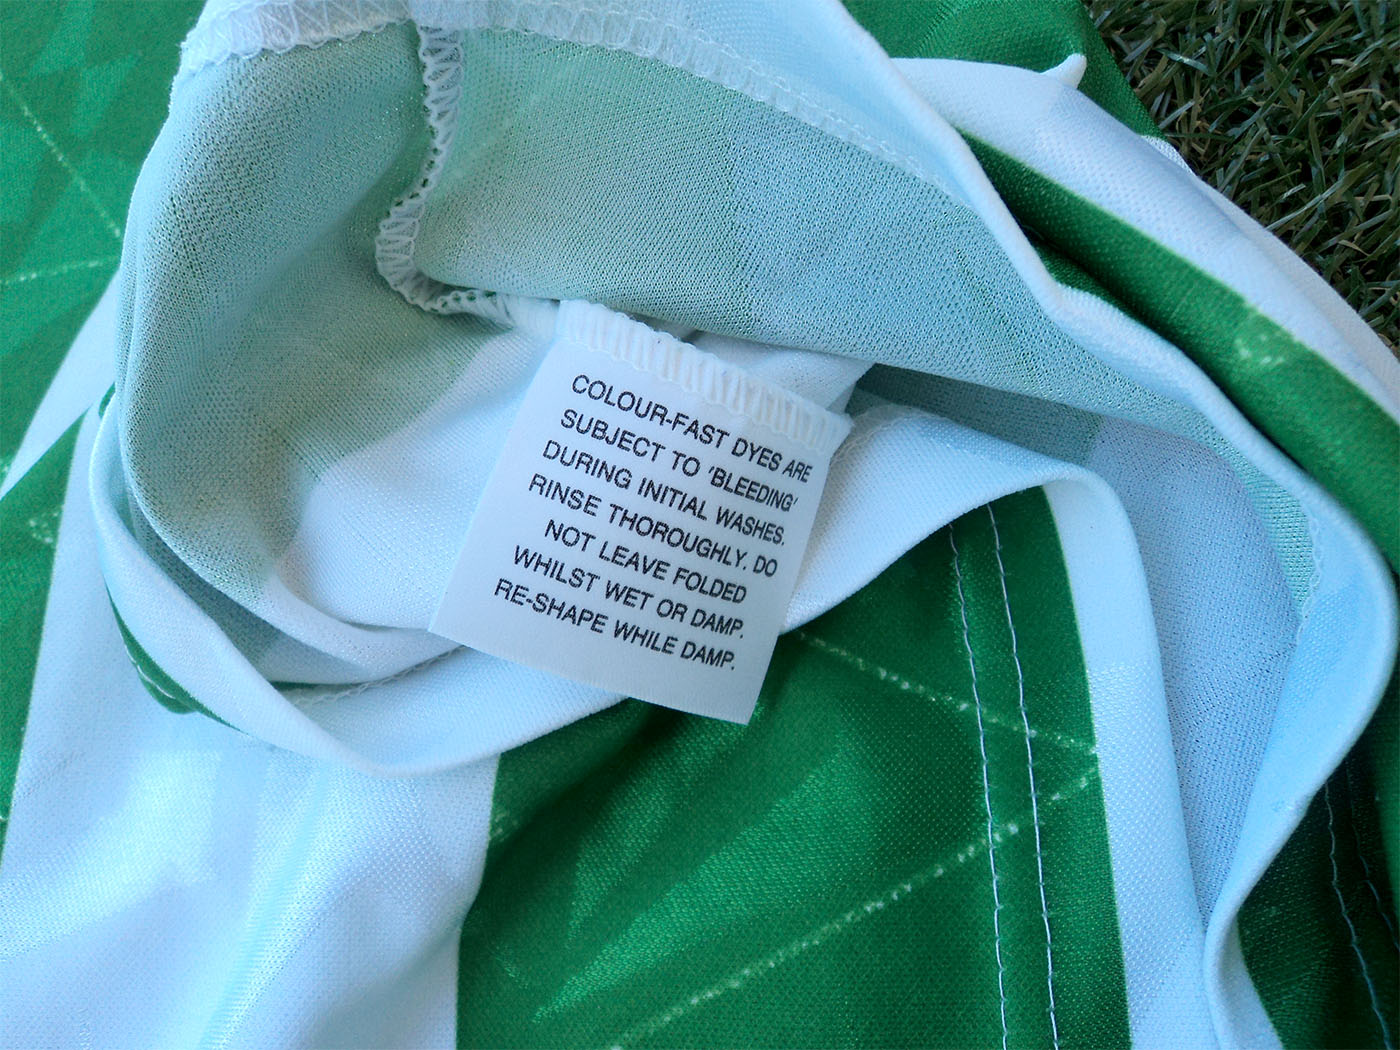 COLOUR-FAST DYES ARE
SUBJECT TO 'BLEEDING'
DURING INITIAL WASHES.
RINSE THOROUGHLY. DO
NOT LEAVE FOLDED
WHILST WET OR DAMP.
RE-SHAPE WHILE DAMP.